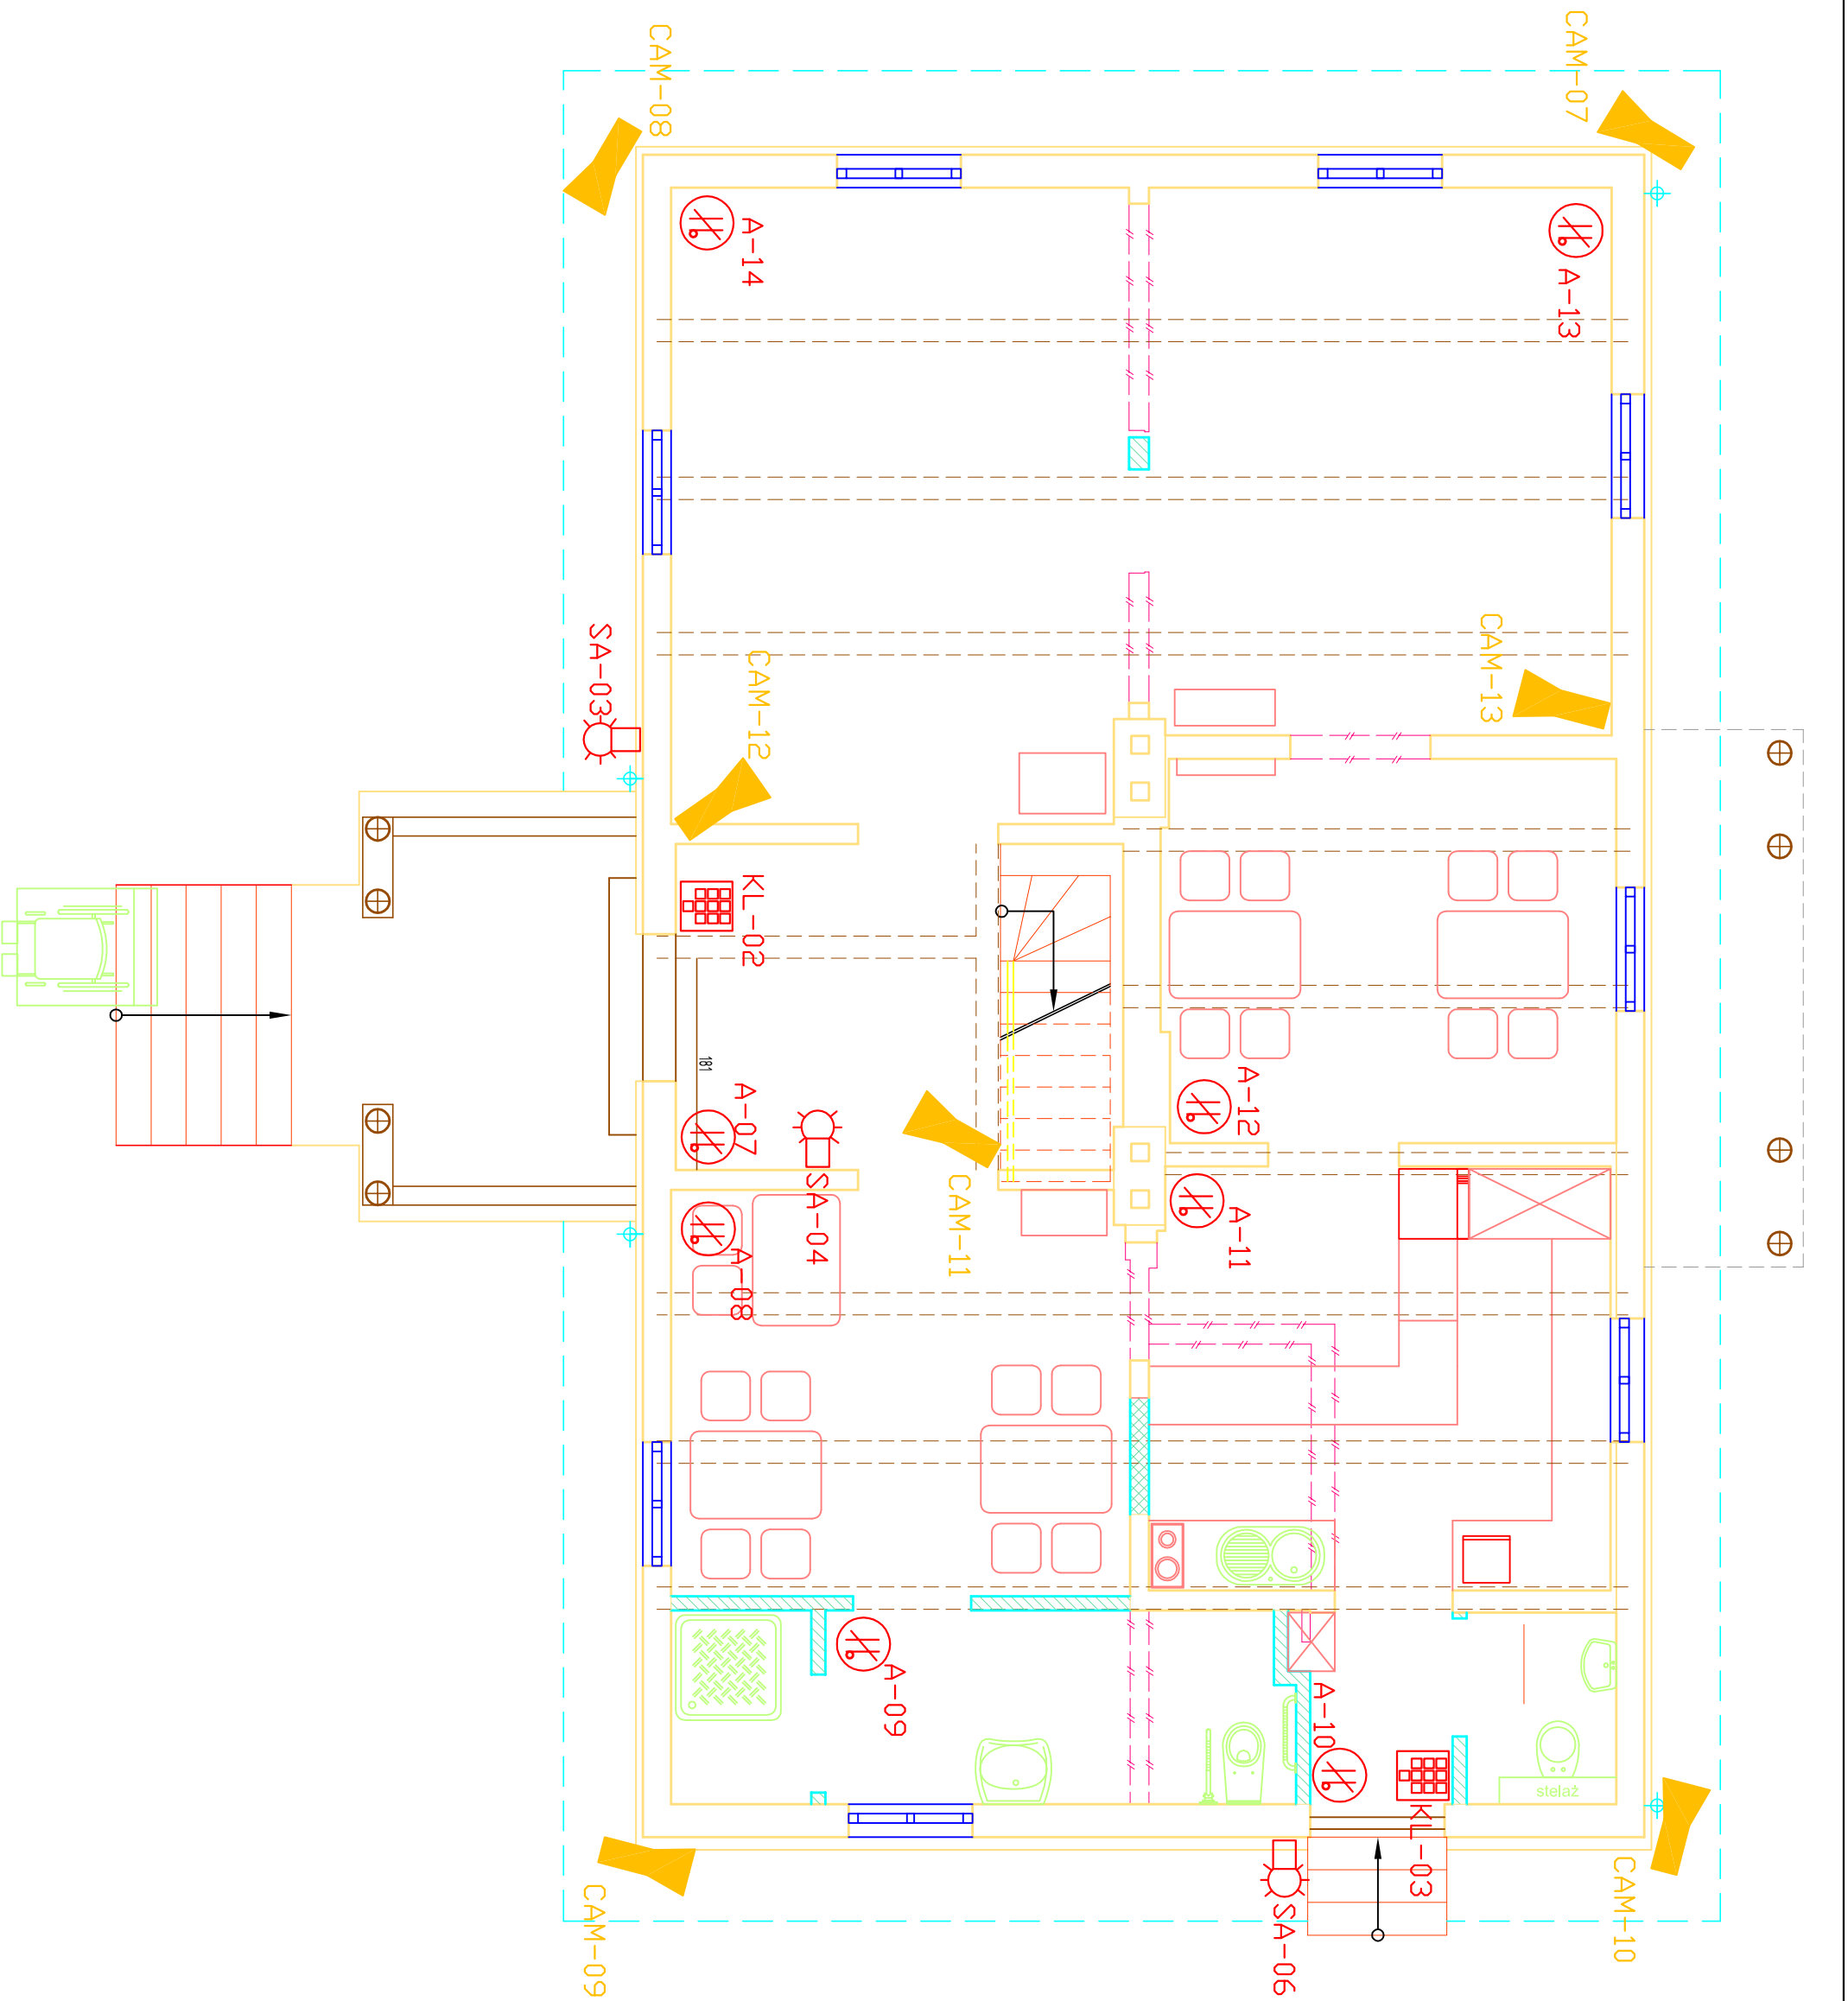 CAM-08
CAM-07
A-14
A-13
SA-03
CAM-12
CAM-13
KL-02
181
A-07
SA-04
A-12
CAM-11
A-11
A-08
A-09
A-10
stelaż
KL-03
SA-06
CAM-09
CAM-10